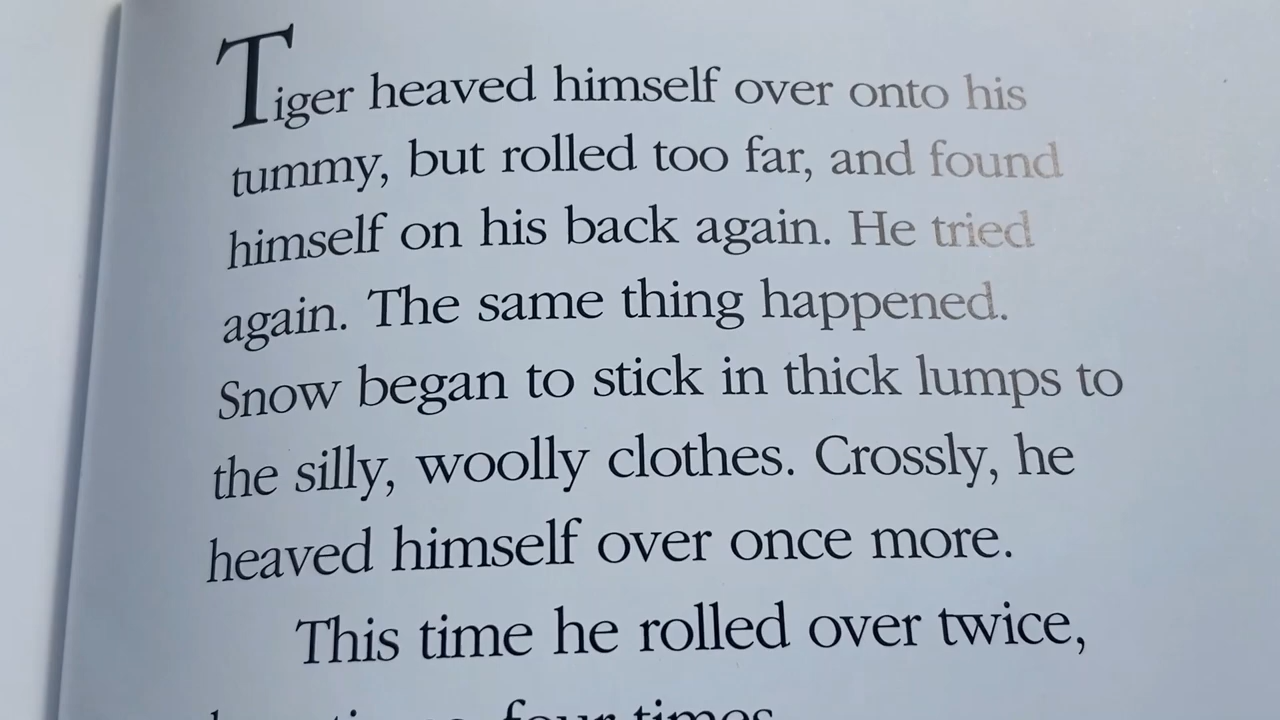 Tiger heaved himself over onto his
tummy, but rolled too far, and found
himself on his back again. He tried
again. The same thing happened.
Snow began to stick in thick lumps to
the silly, woolly clothes. Crossly, he
heaved himself over once more.
This time he rolled over twice,
four times